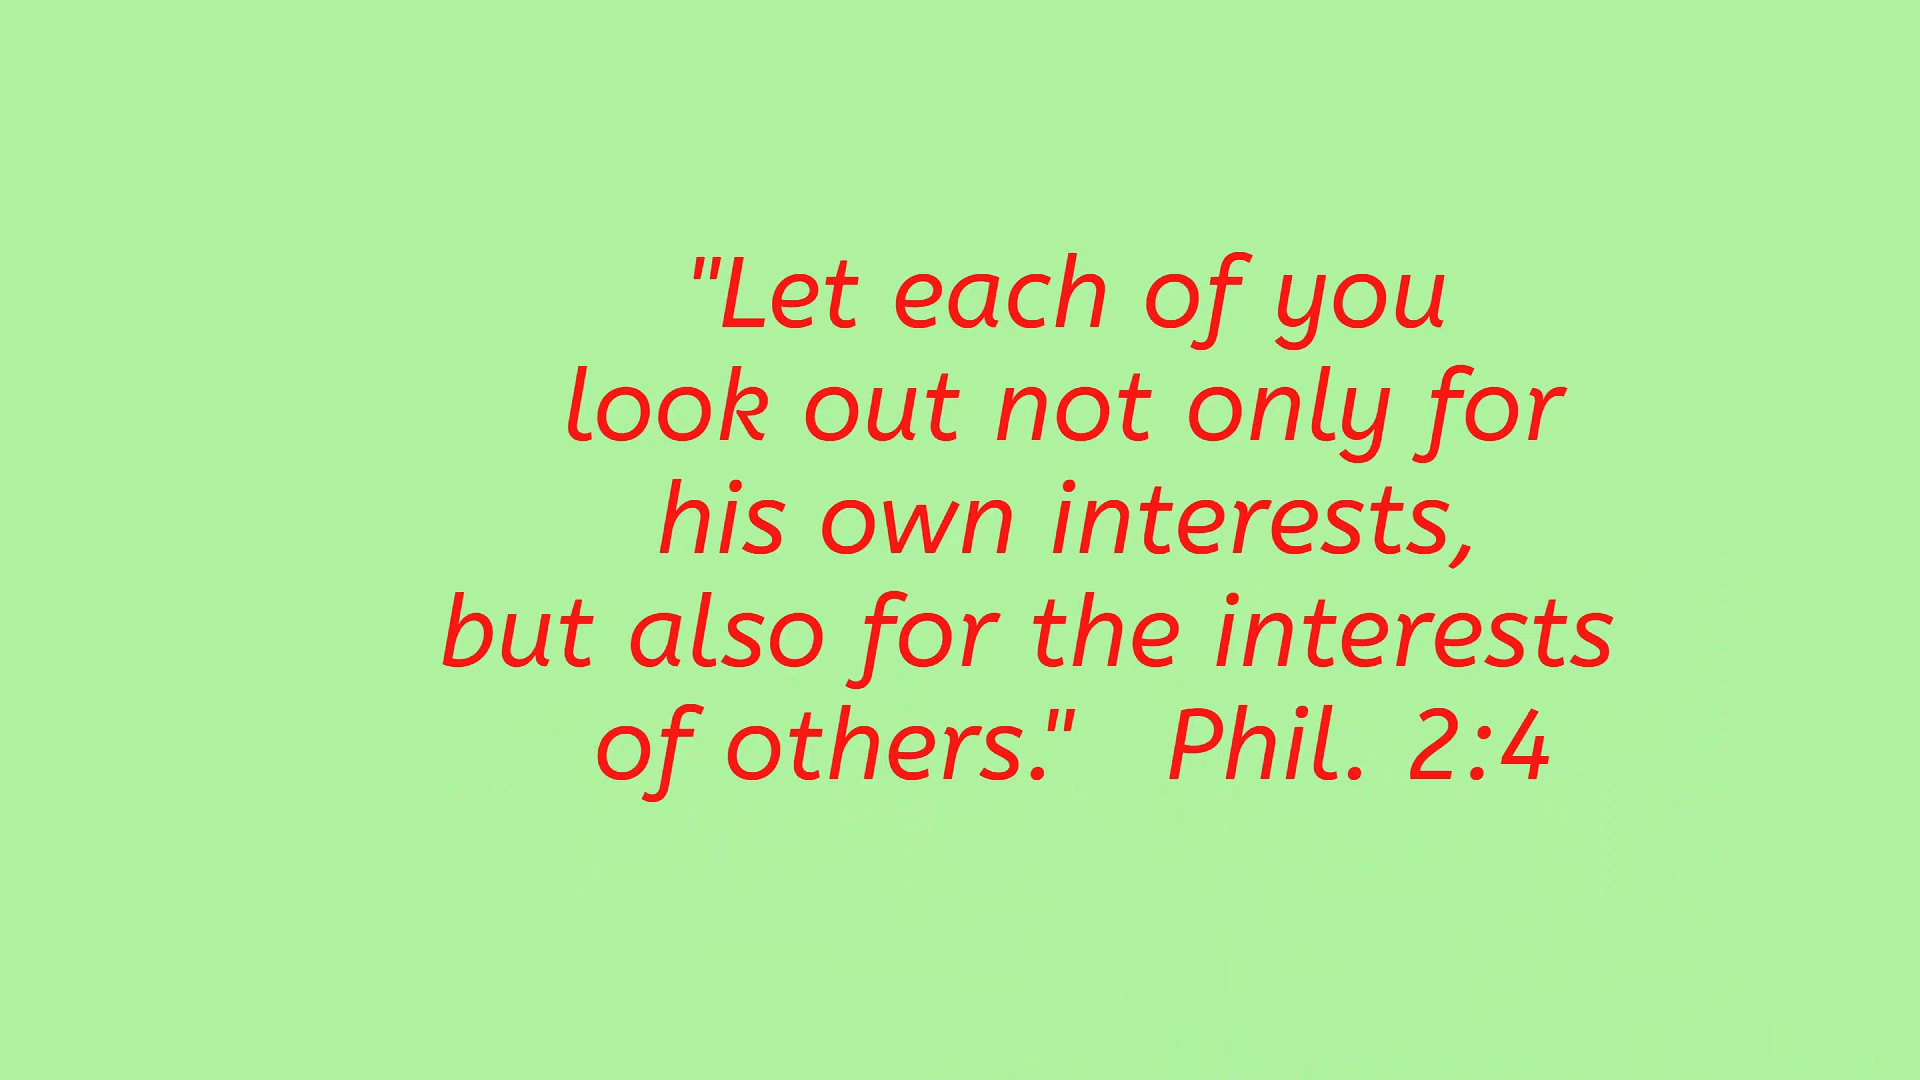 "Let each of you
look out not only for
his own interests,
but also for the interests
of others."   Phil. 2:4